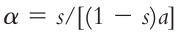 α = s/[(1 − s)a]